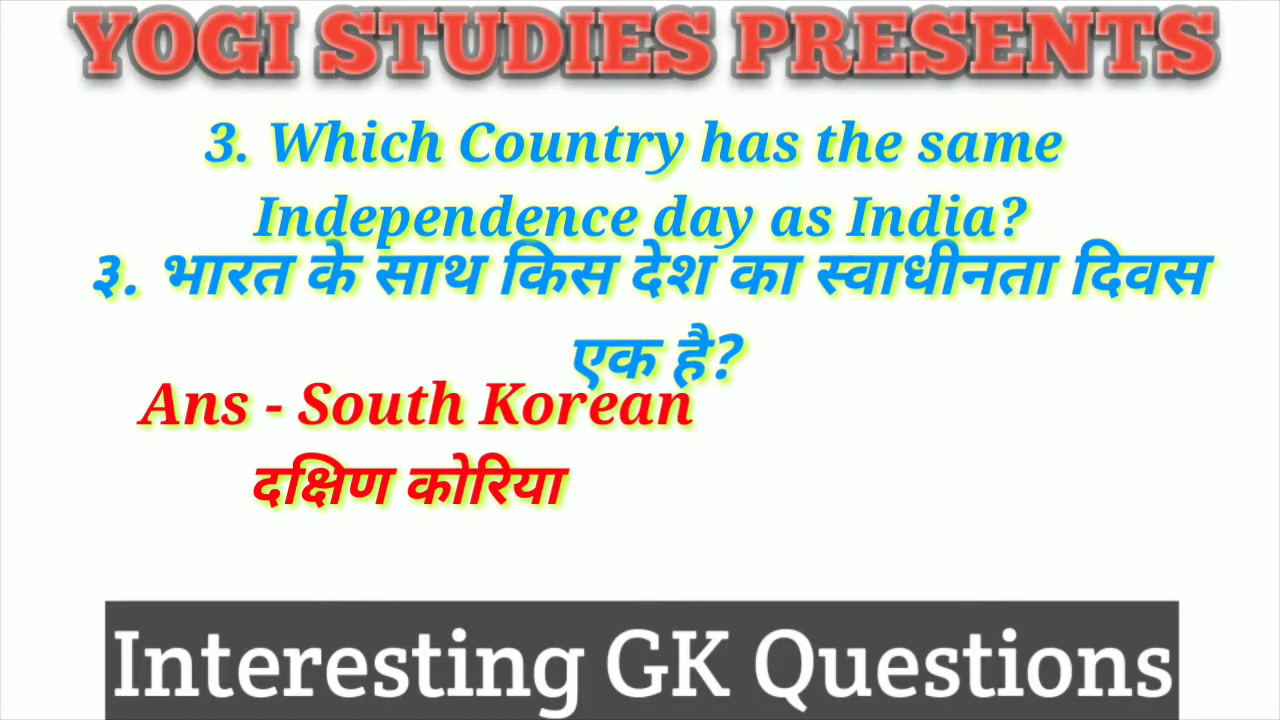 YOGI STUDIES PRESENTS
3. Which Country has the same
Independence day as India?
३. भारत के साथ किस देश का स्वाधीनता दिवस
एक है?
Ans - South Korean
दक्षिण कोरिया
Interesting GK Questions